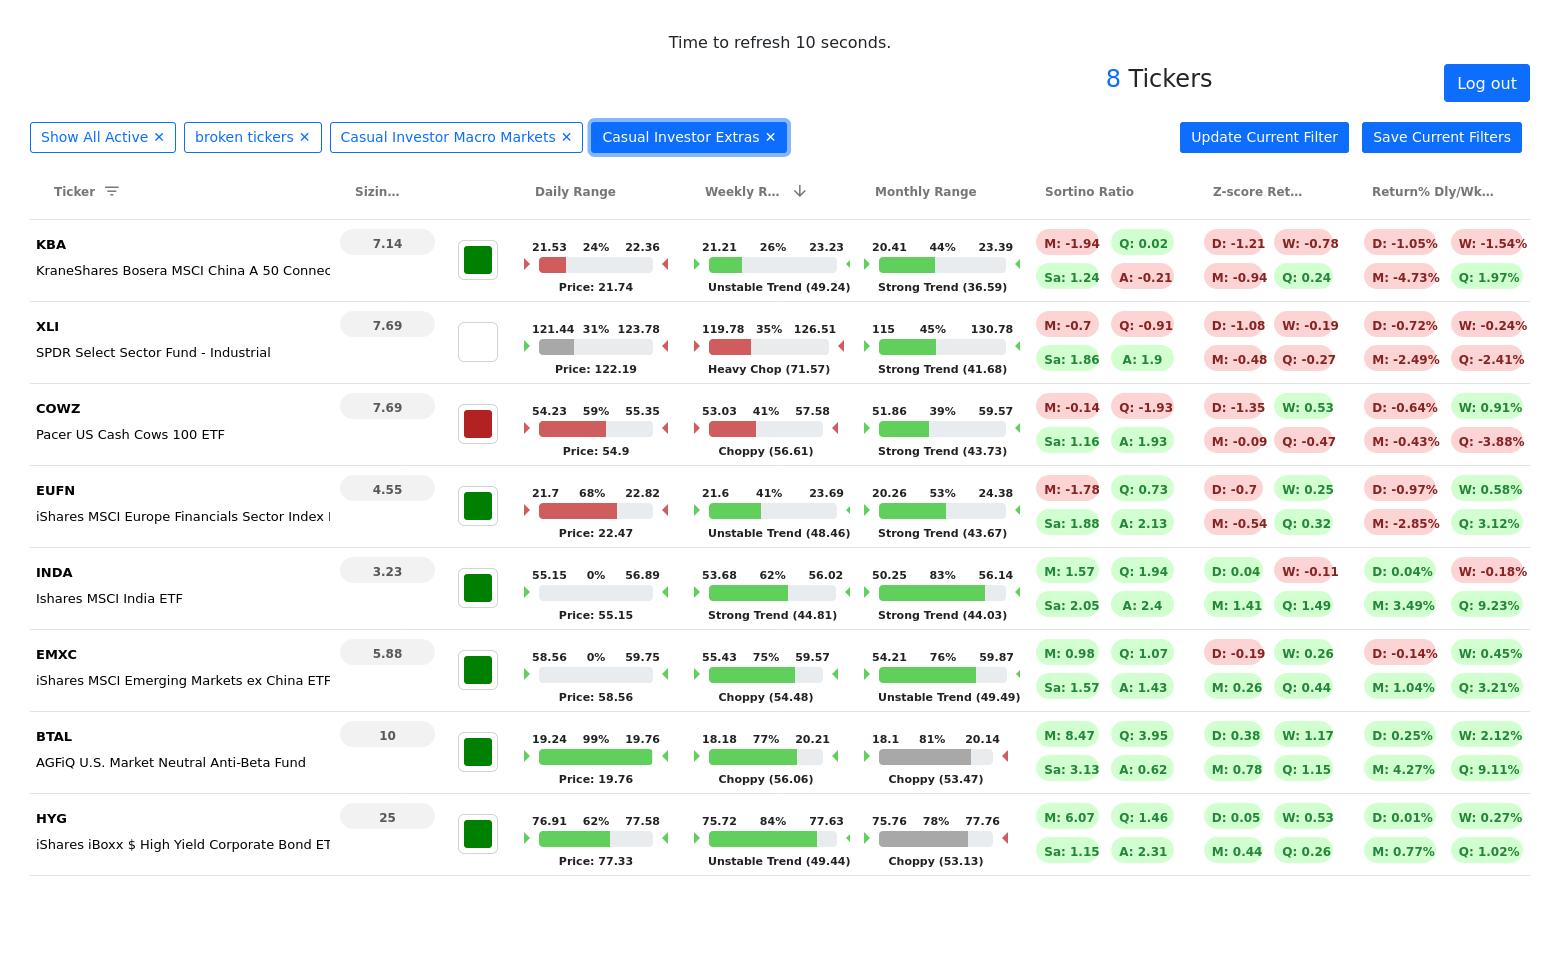 Time to refresh 10 seconds.
8 Tickers
Log out
Show All Active ✕ broken tickers ✕ Casual Investor Macro Markets ✕ Casual Investor Extras ✕ Update Current Filter Save Current Filters
Ticker Sizin... Daily Range Weekly R... Monthly Range Sortino Ratio Z-score Ret... Return% Dly/Wk...
KBA 7.14 21.53 24% 22.36 21.21 26% 23.23 20.41 44% 23.39 M: -1.94 Q: 0.02 D: -1.21 W: -0.78 D: -1.05% W: -1.54%
KraneShares Bosera MSCI China A 50 Connec Price: 21.74 Unstable Trend (49.24) Strong Trend (36.59) Sa: 1.24 A: -0.21 M: -0.94 Q: 0.24 M: -4.73% Q: 1.97%
XLI 7.69 121.44 31% 123.78 119.78 35% 126.51 115 45% 130.78 M: -0.7 Q: -0.91 D: -1.08 W: -0.19 D: -0.72% W: -0.24%
SPDR Select Sector Fund - Industrial Price: 122.19 Heavy Chop (71.57) Strong Trend (41.68) Sa: 1.86 A: 1.9 M: -0.48 Q: -0.27 M: -2.49% Q: -2.41%
COWZ 7.69 54.23 59% 55.35 53.03 41% 57.58 51.86 39% 59.57 M: -0.14 Q: -1.93 D: -1.35 W: 0.53 D: -0.64% W: 0.91%
Pacer US Cash Cows 100 ETF Price: 54.9 Choppy (56.61) Strong Trend (43.73) Sa: 1.16 A: 1.93 M: -0.09 Q: -0.47 M: -0.43% Q: -3.88%
EUFN 4.55 21.7 68% 22.82 21.6 41% 23.69 20.26 53% 24.38 M: -1.78 Q: 0.73 D: -0.7 W: 0.25 D: -0.97% W: 0.58%
iShares MSCI Europe Financials Sector Index Price: 22.47 Unstable Trend (48.46) Strong Trend (43.67) Sa: 1.88 A: 2.13 M: -0.54 Q: 0.32 M: -2.85% Q: 3.12%
INDA 3.23 55.15 0% 56.89 53.68 62% 56.02 50.25 83% 56.14 M: 1.57 Q: 1.94 D: 0.04 W: -0.11 D: 0.04% W: -0.18%
Ishares MSCI India ETF Price: 55.15 Strong Trend (44.81) Strong Trend (44.03) Sa: 2.05 A: 2.4 M: 1.41 Q: 1.49 M: 3.49% Q: 9.23%
EMXC 5.88 58.56 0% 59.75 55.43 75% 59.57 54.21 76% 59.87 M: 0.98 Q: 1.07 D: -0.19 W: 0.26 D: -0.14% W: 0.45%
iShares MSCI Emerging Markets ex China ETF Price: 58.56 Choppy (54.48) Unstable Trend (49.49) Sa: 1.57 A: 1.43 M: 0.26 Q: 0.44 M: 1.04% Q: 3.21%
BTAL 10 19.24 99% 19.76 18.18 77% 20.21 18.1 81% 20.14 M: 8.47 Q: 3.95 D: 0.38 W: 1.17 D: 0.25% W: 2.12%
AGFiQ U.S. Market Neutral Anti-Beta Fund Price: 19.76 Choppy (56.06) Choppy (53.47) Sa: 3.13 A: 0.62 M: 0.78 Q: 1.15 M: 4.27% Q: 9.11%
HYG 25 76.91 62% 77.58 75.72 84% 77.63 75.76 78% 77.76 M: 6.07 Q: 1.46 D: 0.05 W: 0.53 D: 0.01% W: 0.27%
iShares iBoxx $ High Yield Corporate Bond ET Price: 77.33 Unstable Trend (49.44) Choppy (53.13) Sa: 1.15 A: 2.31 M: 0.44 Q: 0.26 M: 0.77% Q: 1.02%